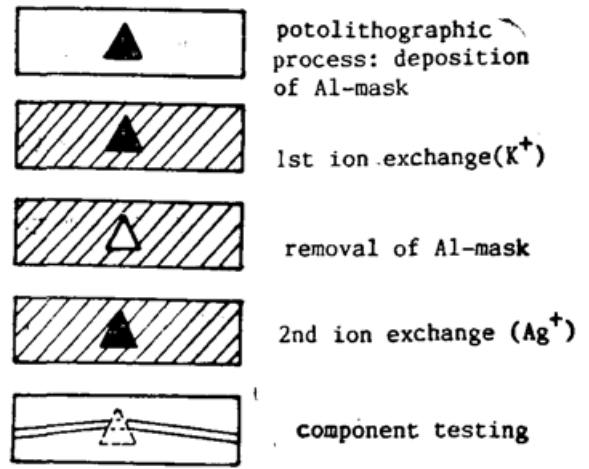 potolithographic
process: deposition
of Al-mask
1st ion exchange(K+)
removal of Al-mask
2nd ion exchange (Ag+)
component testing